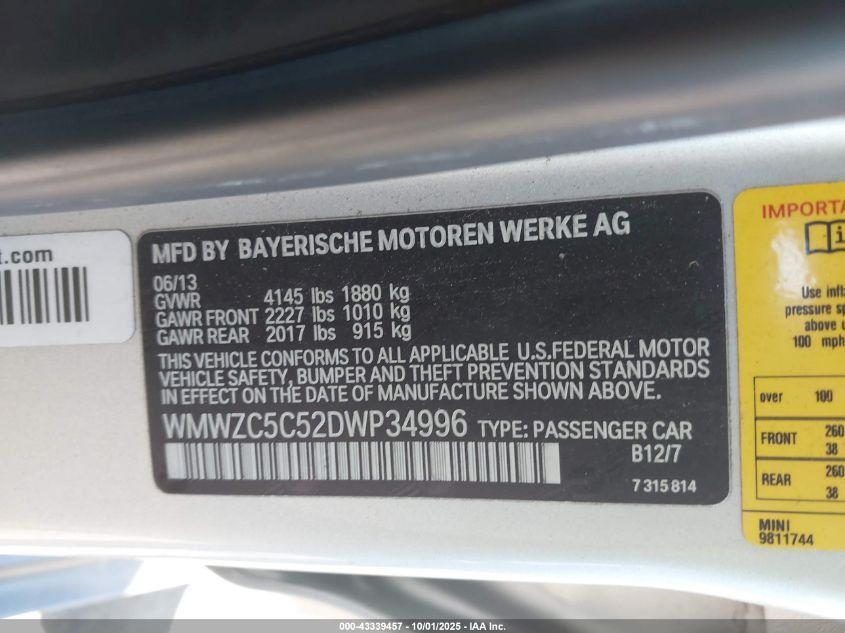 t.com
MFD BY BAYERISCHE MOTOREN WERKE AG
06/13
GVWR 4145 lbs 1880 kg
GAWR FRONT 2227 lbs 1010 kg
GAWR REAR 2017 lbs 915 kg
THIS VEHICLE CONFORMS TO ALL APPLICABLE U.S.FEDERAL MOTOR
VEHICLE SAFETY, BUMPER AND THEFT PREVENTION STANDARDS
IN EFFECT ON THE DATE OF MANUFACTURE SHOWN ABOVE.
WMWZC5C52DWP34996 TYPE: PASSENGER CAR
B12/7
7 315 814
IMPORTA
i
Use infl
pressure sp
above u
100 mph
over 100
FRONT 260
38
REAR 260
38
MINI
9811744
000-43339457 - 10/01/2025 - IAA Inc.